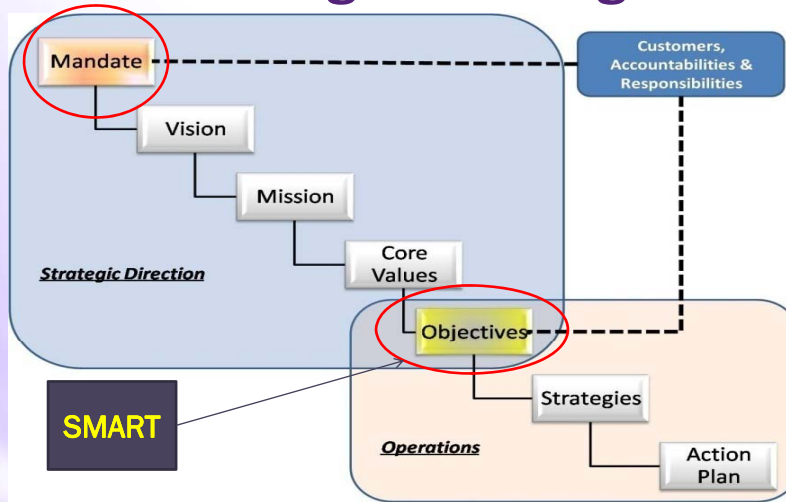 Mandate
Customers,
Accountabilities &
Responsibilities
Vision
Mission
Core
Values
Strategic Direction
Objectives
SMART
Strategies
Operations
Action
Plan